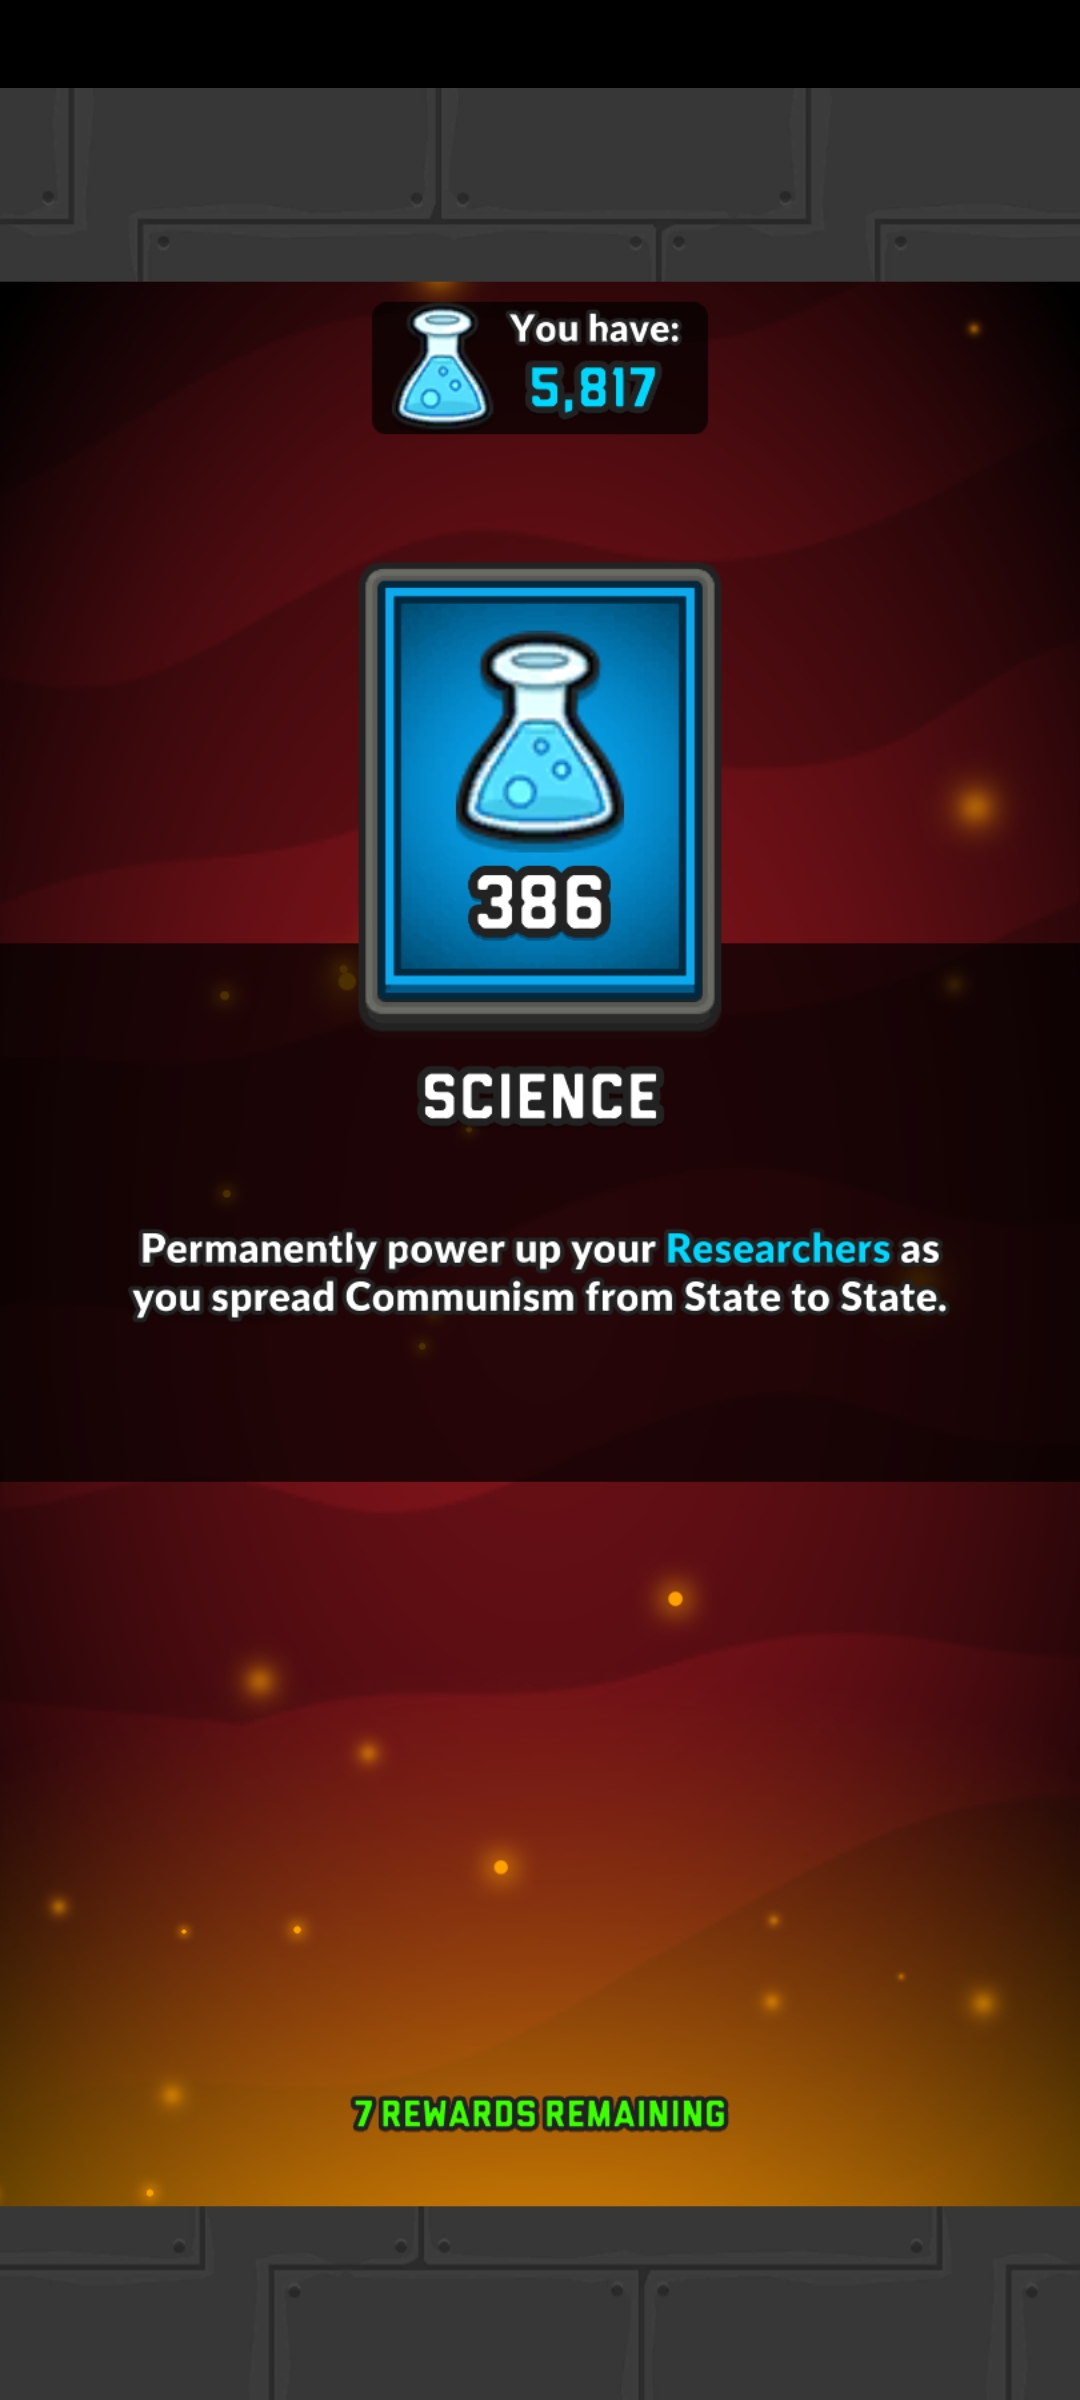 You have:
5,817
386
SCIENCE
Permanently power up your Researchers as
you spread Communism from State to State.
7 REWARDS REMAINING